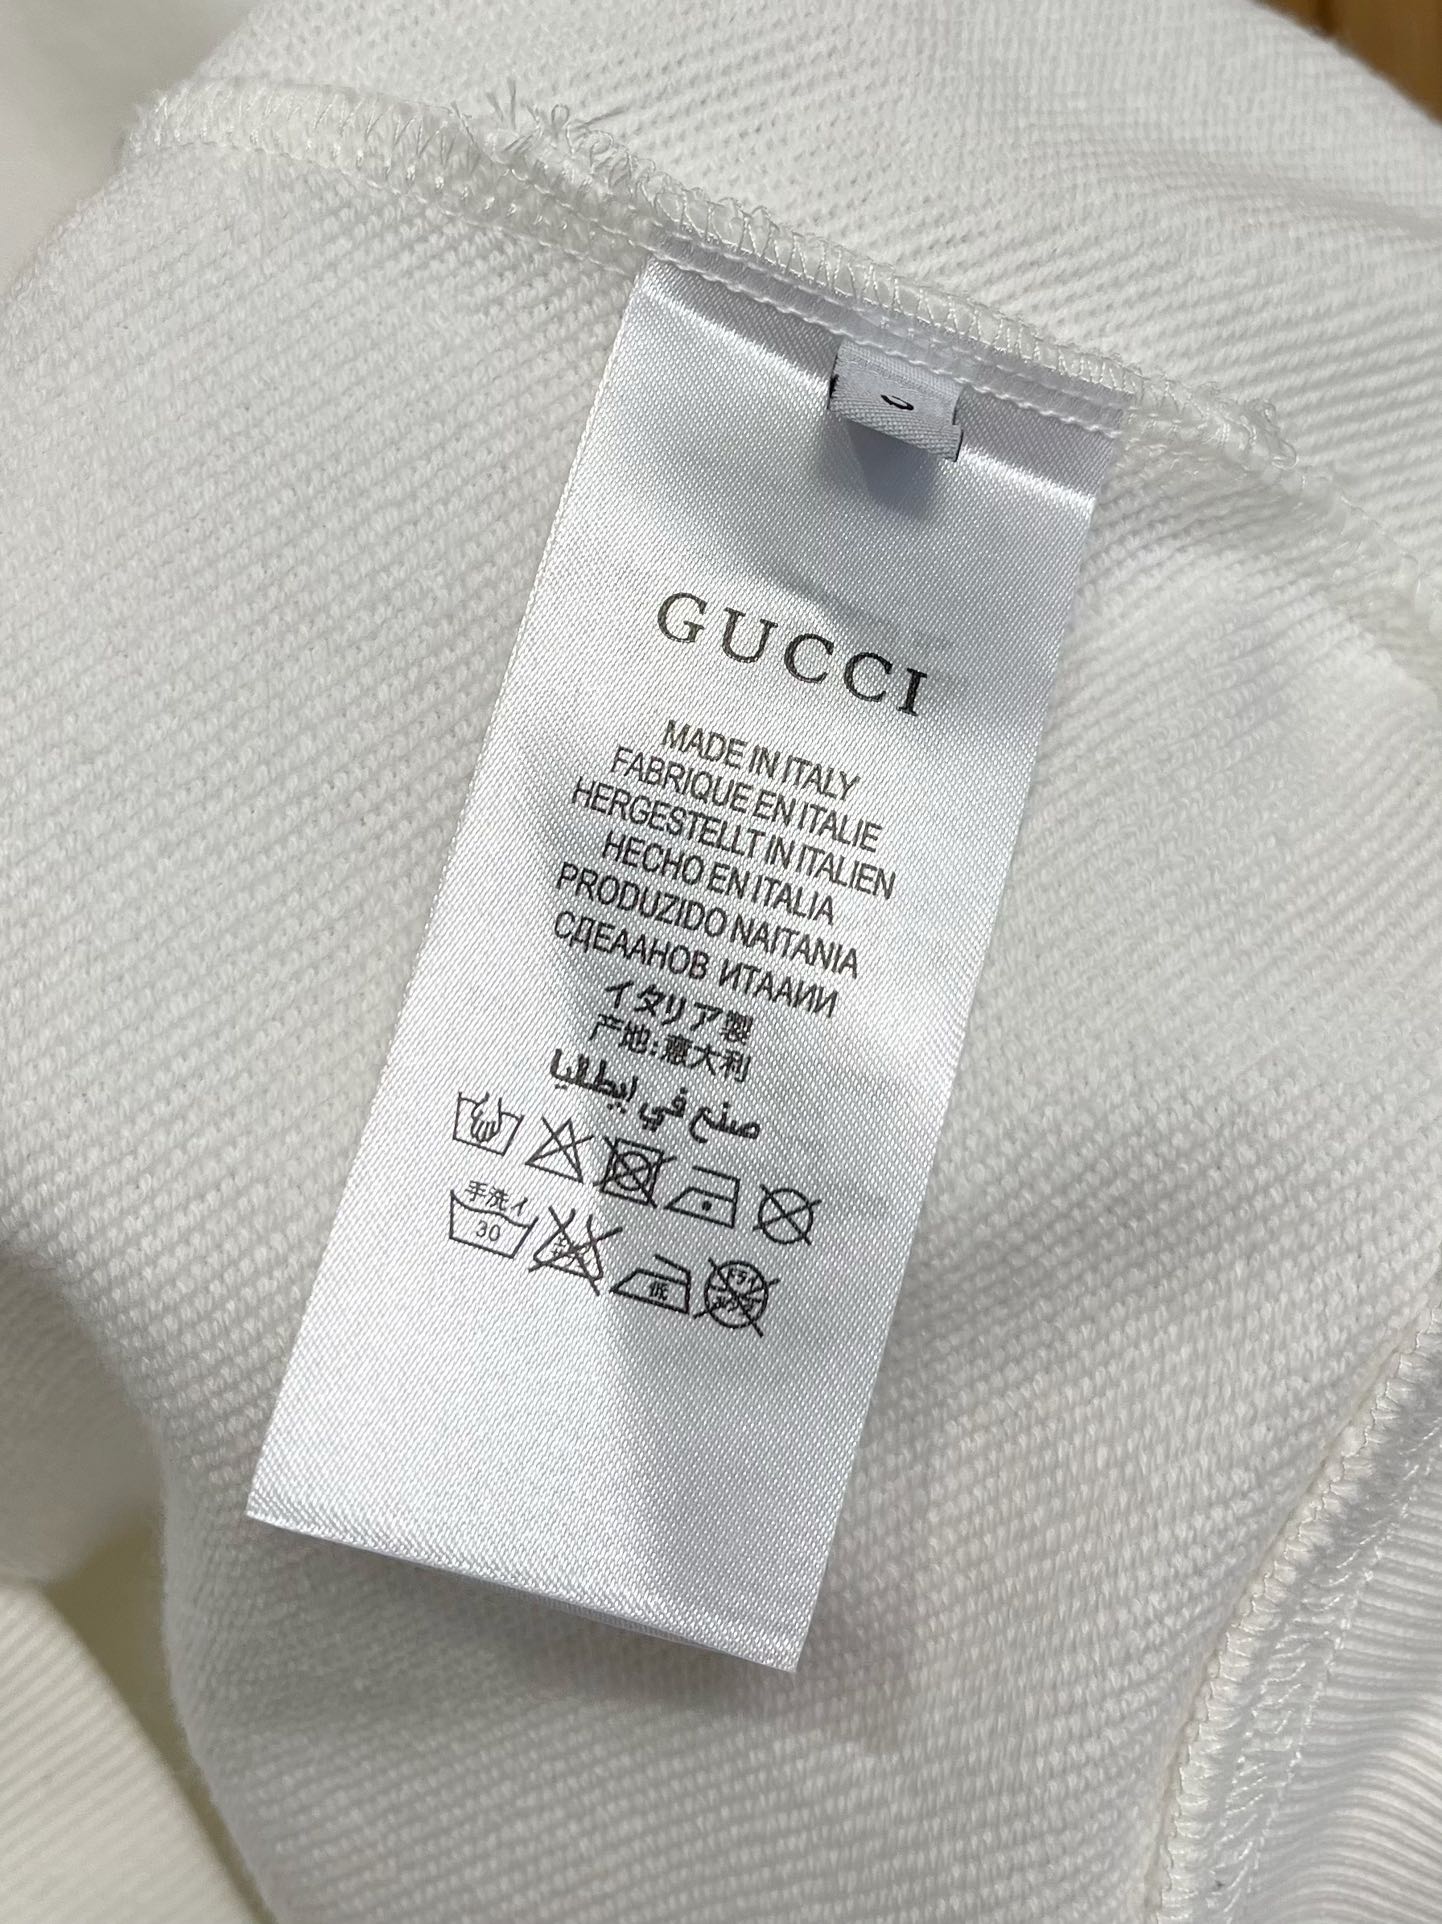 GUCCI
MADE IN ITALY
FABRIQUE EN ITALIE
HERGESTELLT IN ITALIEN
HECHO EN ITALIA
PRODUZIDO NAITANIA
СДЕААНОВ ИТААИИ
イタリア製
产地:意大利
صنع في ايطاليا
手洗イ
30
低